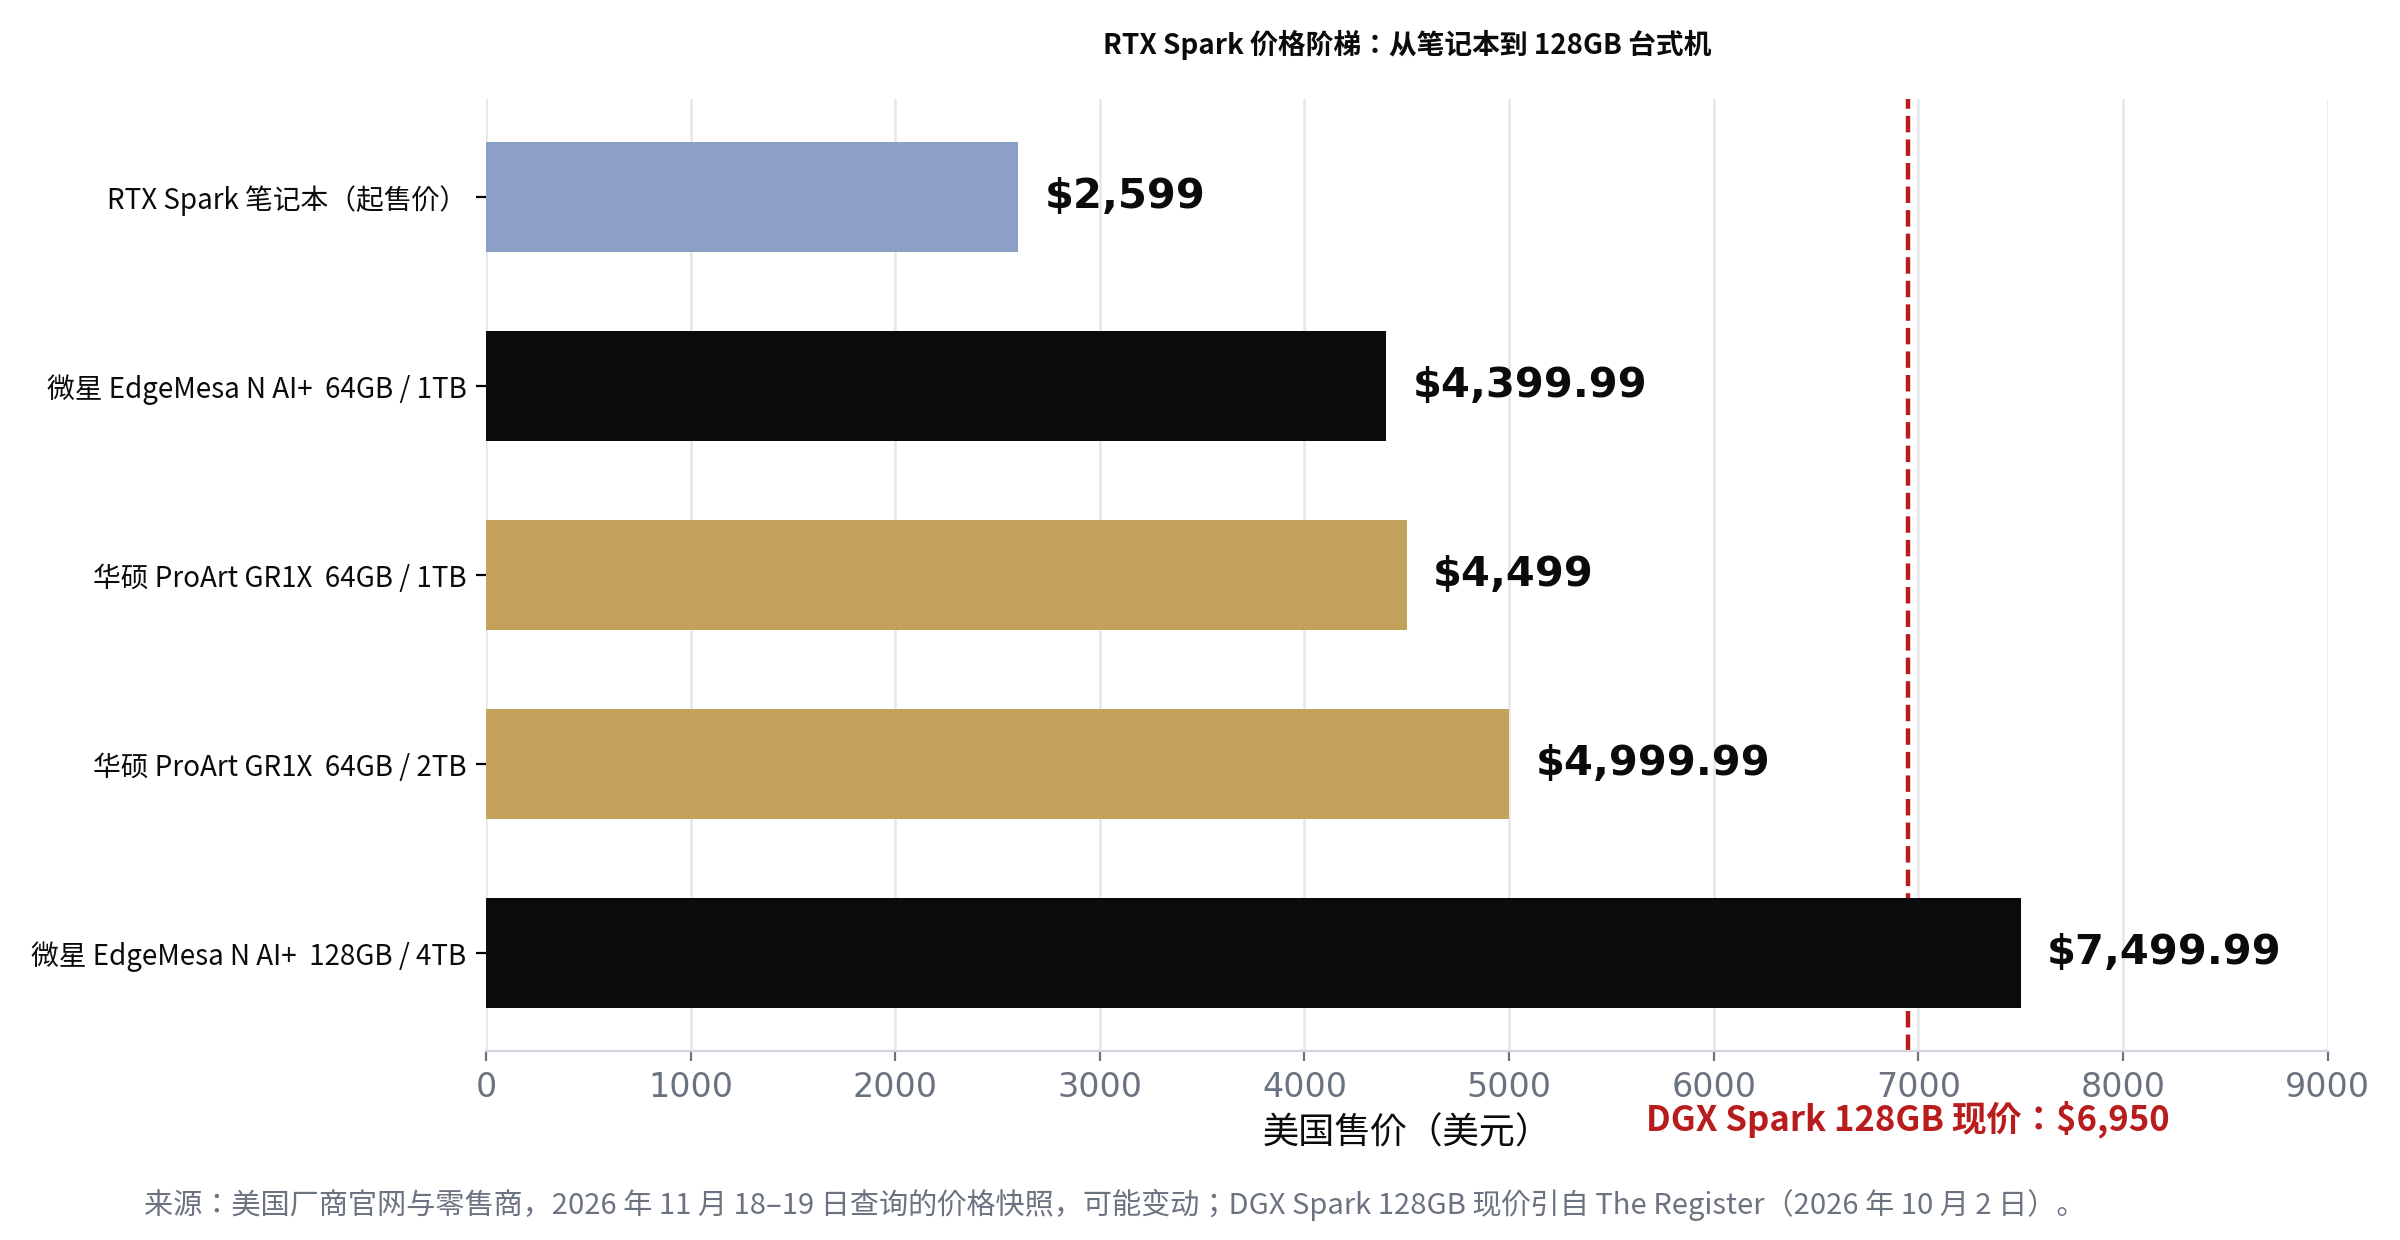 RTX Spark 价格阶梯：从笔记本到 128GB 台式机
RTX Spark 笔记本（起售价）
$2,599
微星 EdgeMesa N AI+ 64GB / 1TB
$4,399.99
华硕 ProArt GR1X 64GB / 1TB
$4,499
华硕 ProArt GR1X 64GB / 2TB
$4,999.99
微星 EdgeMesa N AI+ 128GB / 4TB
$7,499.99
0 1000 2000 3000 4000 5000 6000 7000 8000 9000
美国售价（美元）
DGX Spark 128GB 现价：$6,950
来源：美国厂商官网与零售商，2026 年 11 月 18–19 日查询的价格快照，可能变动；DGX Spark 128GB 现价引自 The Register（2026 年 10 月 2 日）。